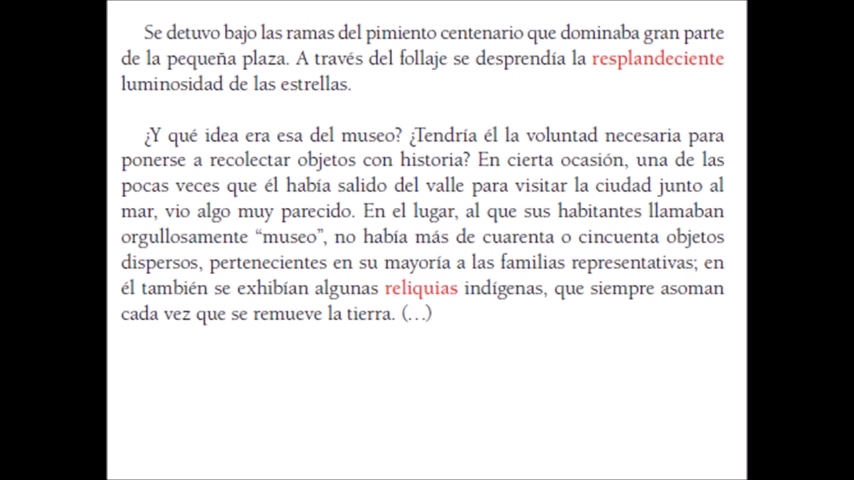 Se detuvo bajo las ramas del pimiento centenario que dominaba gran parte
de la pequeña plaza. A través del follaje se desprendía la resplandeciente
luminosidad de las estrellas.
¿Y qué idea era esa del museo? ¿Tendría él la voluntad necesaria para
ponerse a recolectar objetos con historia? En cierta ocasión, una de las
pocas veces que él había salido del valle para visitar la ciudad junto al
mar, vio algo muy parecido. En el lugar, al que sus habitantes llamaban
orgullosamente “museo”, no había más de cuarenta o cincuenta objetos
dispersos, pertenecientes en su mayoría a las familias representativas; en
él también se exhibían algunas reliquias indígenas, que siempre asoman
cada vez que se remueve la tierra. (…)